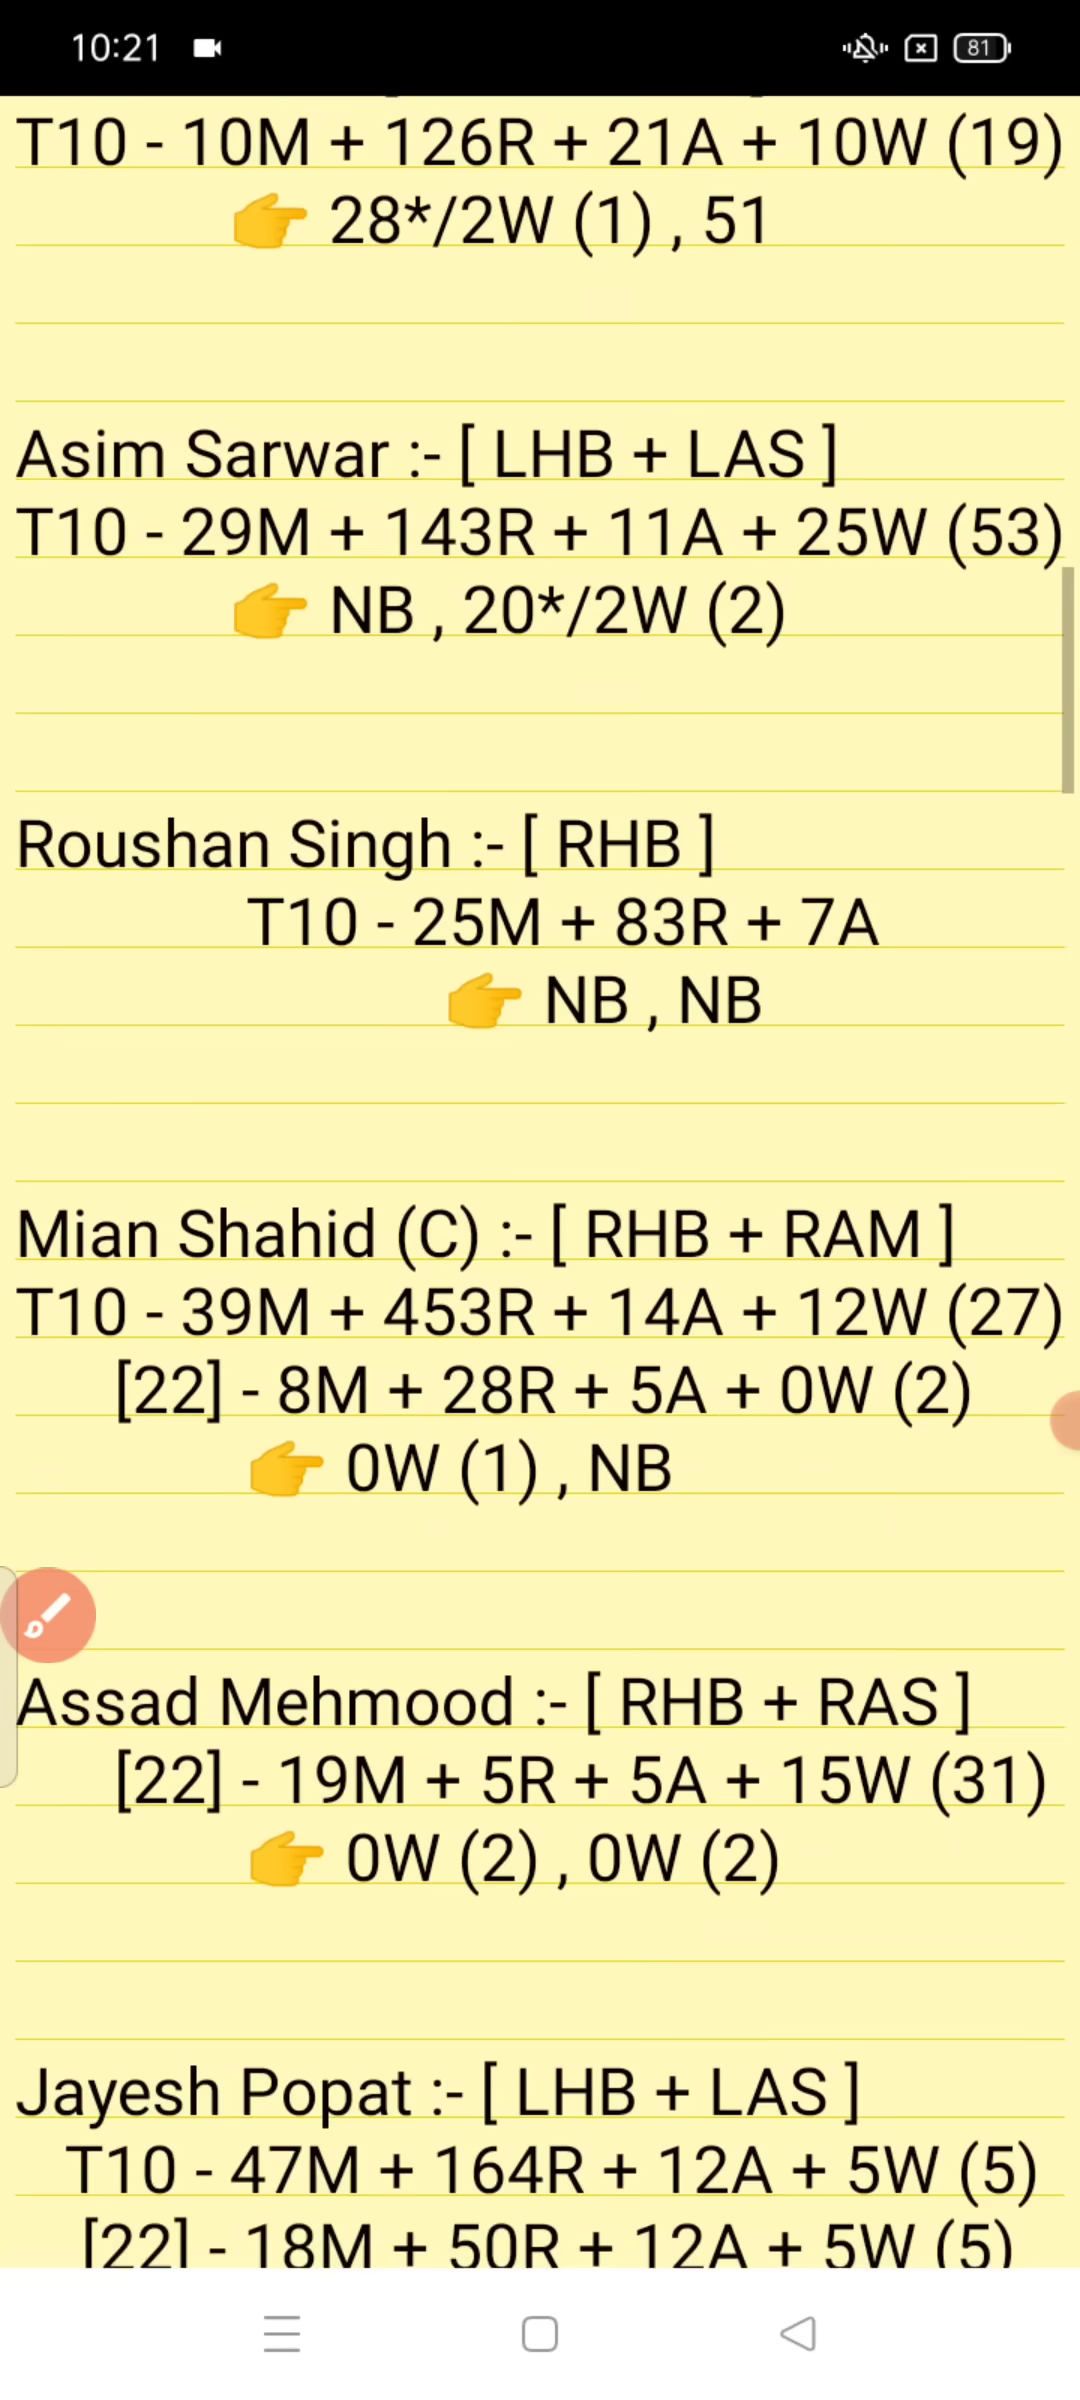 10:21
81
T10 - 10M + 126R + 21A + 10W (19)
👉 28*/2W (1) , 51
Asim Sarwar :- [ LHB + LAS ]
T10 - 29M + 143R + 11A + 25W (53)
👉 NB , 20*/2W (2)
Roushan Singh :- [ RHB ]
T10 - 25M + 83R + 7A
👉 NB , NB
Mian Shahid (C) :- [ RHB + RAM ]
T10 - 39M + 453R + 14A + 12W (27)
[22] - 8M + 28R + 5A + 0W (2)
👉 0W (1) , NB
Assad Mehmood :- [ RHB + RAS ]
[22] - 19M + 5R + 5A + 15W (31)
👉 0W (2) , 0W (2)
Jayesh Popat :- [ LHB + LAS ]
T10 - 47M + 164R + 12A + 5W (5)
[22] - 18M + 50R + 12A + 5W (5)